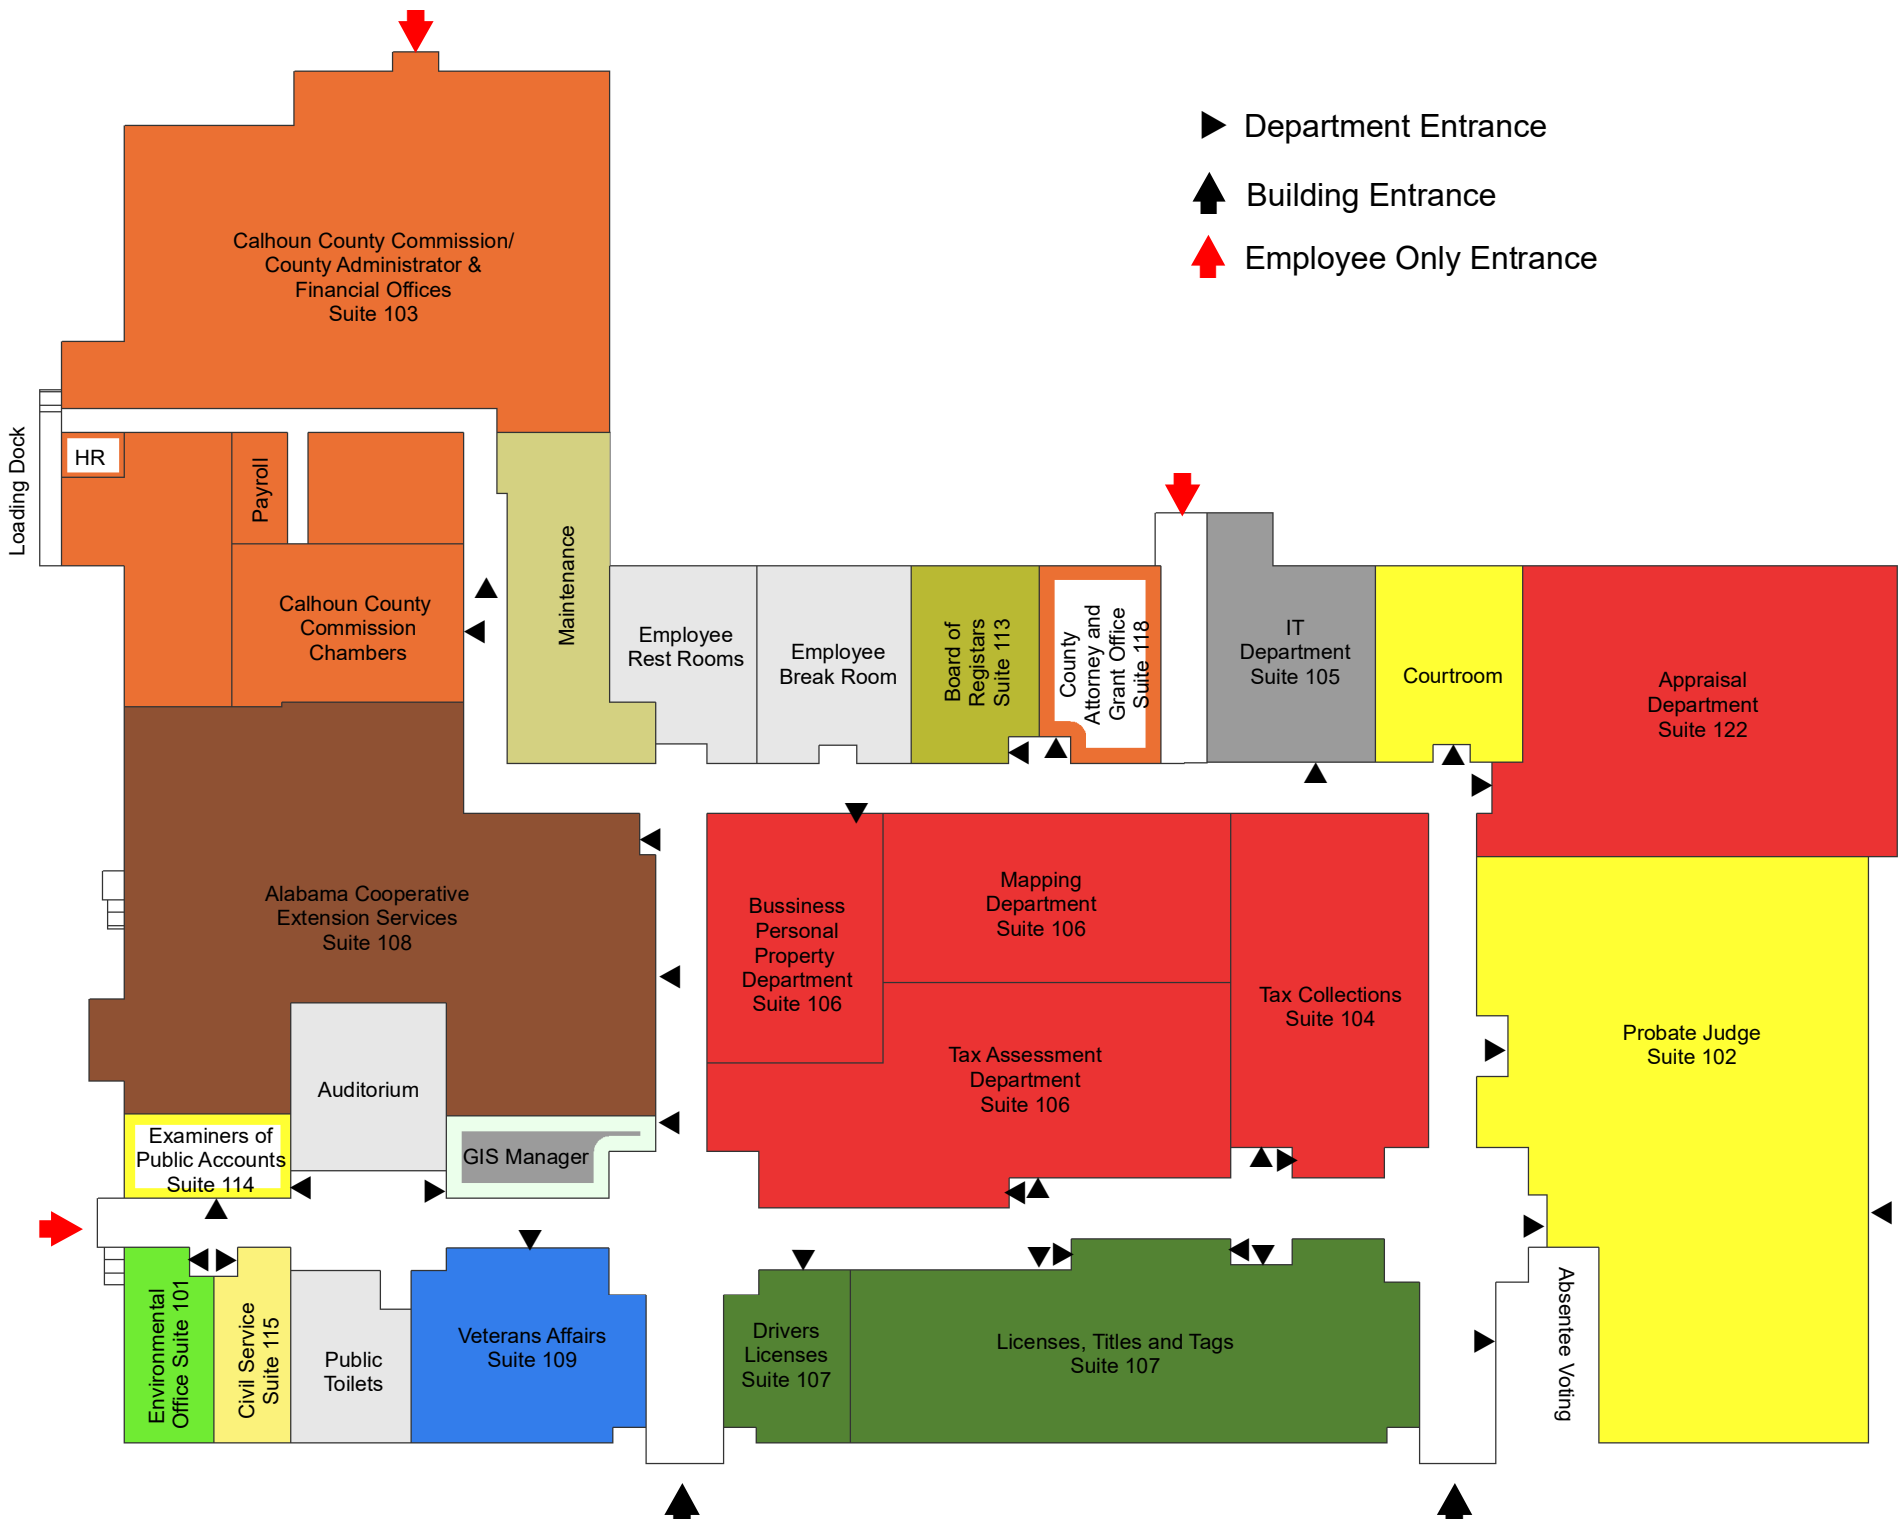 Department Entrance
Building Entrance
Employee Only Entrance
Calhoun County Commission/
County Administrator &
Financial Offices
Suite 103
Loading Dock
HR
Payroll
Calhoun County
Commission
Chambers
Maintenance
Employee
Rest Rooms
Employee
Break Room
Board of
Registars
Suite 113
County
Attorney and
Grant Office
Suite 118
IT
Department
Suite 105
Courtroom
Appraisal
Department
Suite 122
Alabama Cooperative
Extension Services
Suite 108
Bussiness
Personal
Property
Department
Suite 106
Mapping
Department
Suite 106
Tax Collections
Suite 104
Tax Assessment
Department
Suite 106
Probate Judge
Suite 102
Auditorium
Examiners of
Public Accounts
Suite 114
GIS Manager
Environmental
Office Suite 101
Civil Service
Suite 115
Public
Toilets
Veterans Affairs
Suite 109
Drivers
Licenses
Suite 107
Licenses, Titles and Tags
Suite 107
Absentee Voting